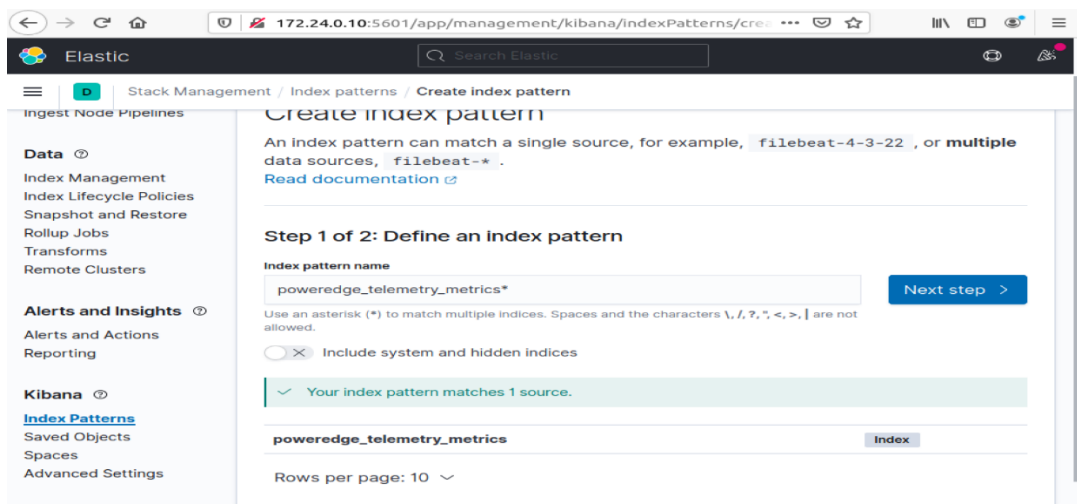 172.24.0.10:5601/app/management/kibana/indexPatterns/crea
Elastic
Search Elastic
D
Stack Management / Index patterns / Create index pattern
Ingest Node Pipelines
Data
Index Management
Index Lifecycle Policies
Snapshot and Restore
Rollup Jobs
Transforms
Remote Clusters
Alerts and Insights
Alerts and Actions
Reporting
Kibana
Index Patterns
Saved Objects
Spaces
Advanced Settings
Create index pattern
An index pattern can match a single source, for example, filebeat-4-3-22 , or multiple
data sources, filebeat-* .
Read documentation
Step 1 of 2: Define an index pattern
Index pattern name
poweredge_telemetry_metrics*
Next step >
Use an asterisk (*) to match multiple indices. Spaces and the characters \, /, ?, ", <, >, | are not
allowed.
Include system and hidden indices
Your index pattern matches 1 source.
poweredge_telemetry_metrics Index
Rows per page: 10